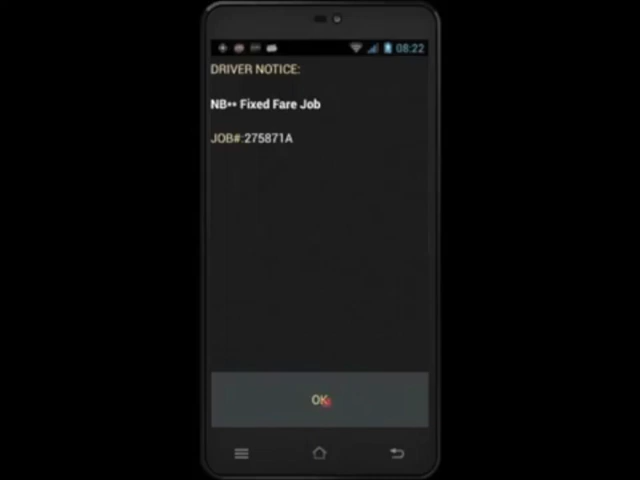 08:22
DRIVER NOTICE:
NB** Fixed Fare Job
JOB#:275871A
OK